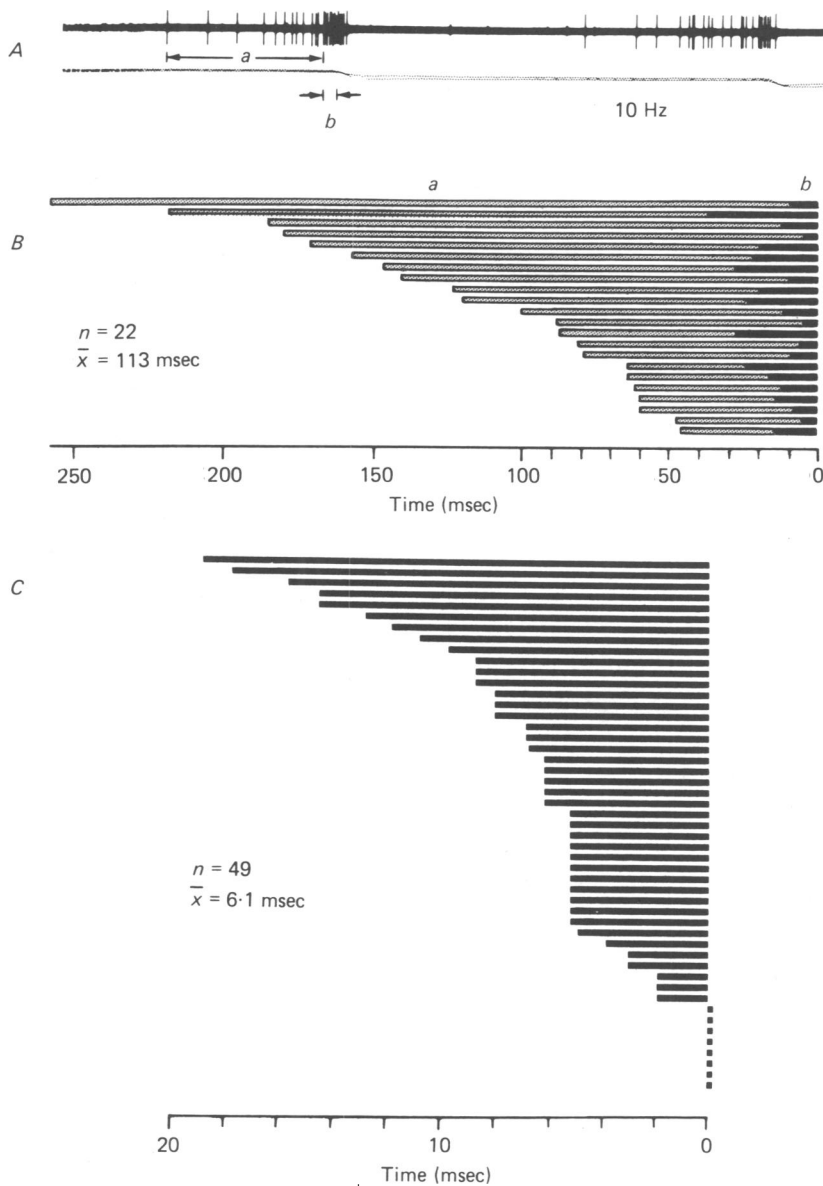 A
a
b
10 Hz
a b
B
n = 22
x̅ = 113 msec
250 200 150 100 50 0
Time (msec)
C
n = 49
x̅ = 6·1 msec
20 10 0
Time (msec)